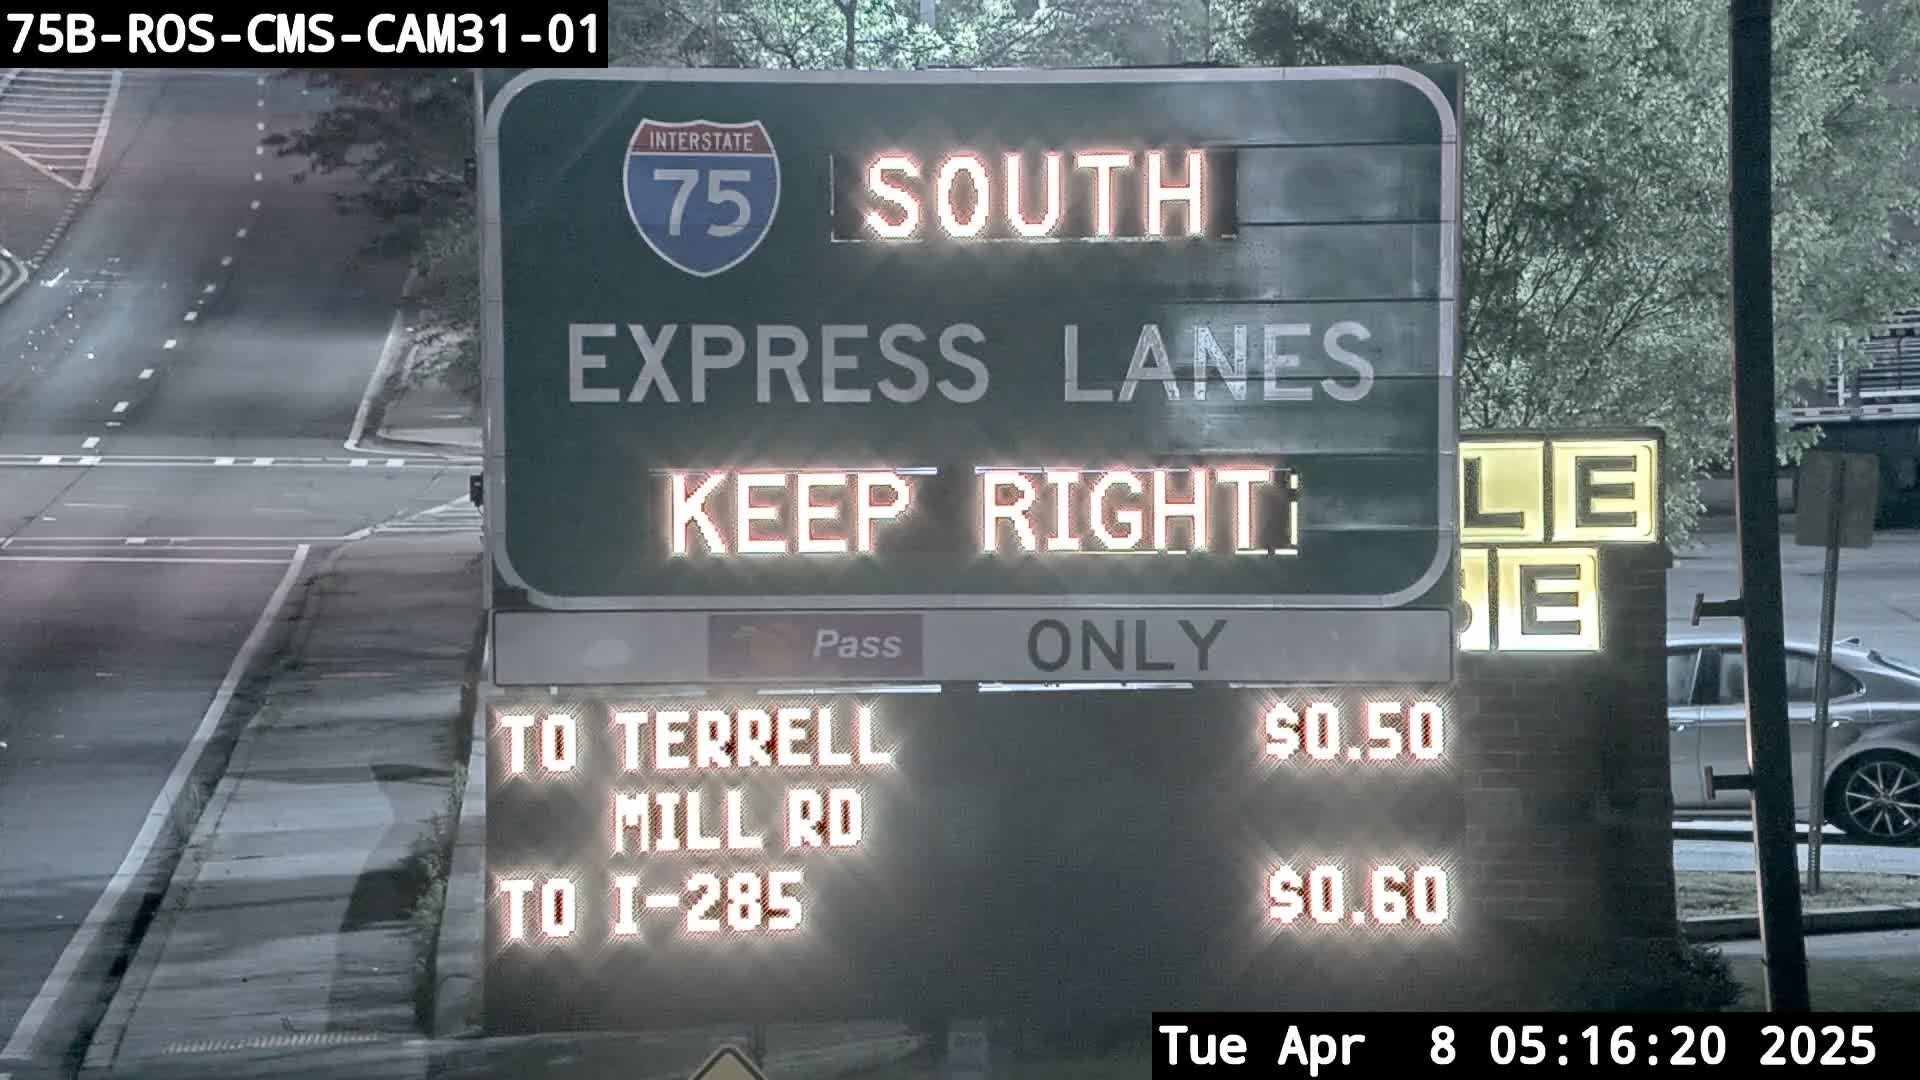 75B-ROS-CMS-CAM31-01
INTERSTATE
75
SOUTH
EXPRESS LANES
KEEP RIGHT
Pass ONLY
TO TERRELL $0.50
MILL RD
TO I-285 $0.60
LE
E
Tue Apr 8 05:16:20 2025